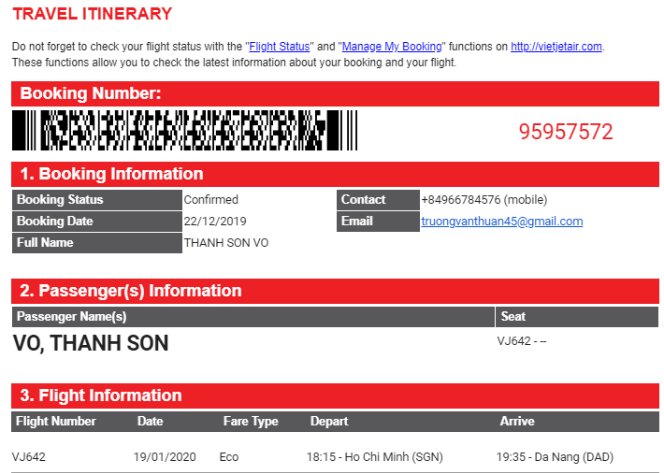 TRAVEL ITINERARY
Do not forget to check your flight status with the "Flight Status" and "Manage My Booking" functions on http://vietjetair.com.
These functions allow you to check the latest information about your booking and your flight.
Booking Number:
95957572
1. Booking Information
Booking Status Confirmed Contact +84966784576 (mobile)
Booking Date 22/12/2019 Email truongvanthuan45@gmail.com
Full Name THANH SON VO
2. Passenger(s) Information
Passenger Name(s) Seat
VO, THANH SON VJ642 - --
3. Flight Information
Flight Number Date Fare Type Depart Arrive
VJ642 19/01/2020 Eco 18:15 - Ho Chi Minh (SGN) 19:35 - Da Nang (DAD)